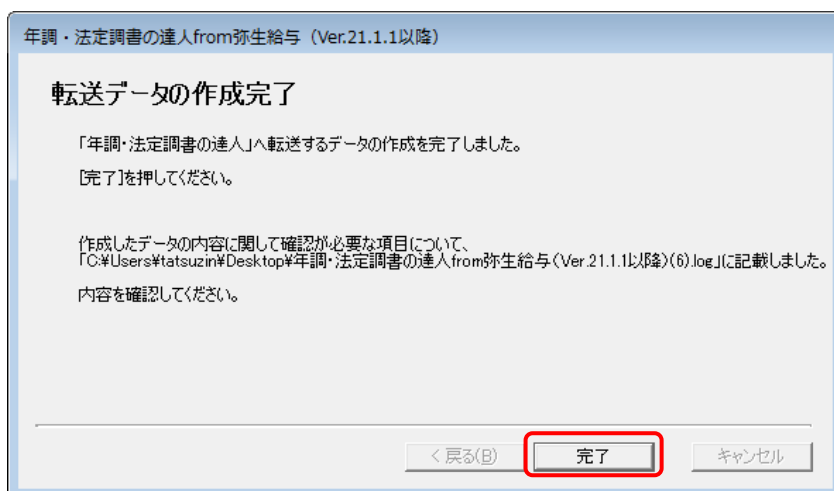 年調・法定調書の達人from弥生給与（Ver.21.1.1以降）
転送データの作成完了
「年調・法定調書の達人」へ転送するデータの作成を完了しました。
[完了]を押してください。
作成したデータの内容に関して確認が必要な項目について、
「C:¥Users¥tatsuzin¥Desktop¥年調・法定調書の達人from弥生給与(Ver.21.1.1以降)(6).log」に記載しました。
内容を確認してください。
< 戻る(B)
完了
キャンセル